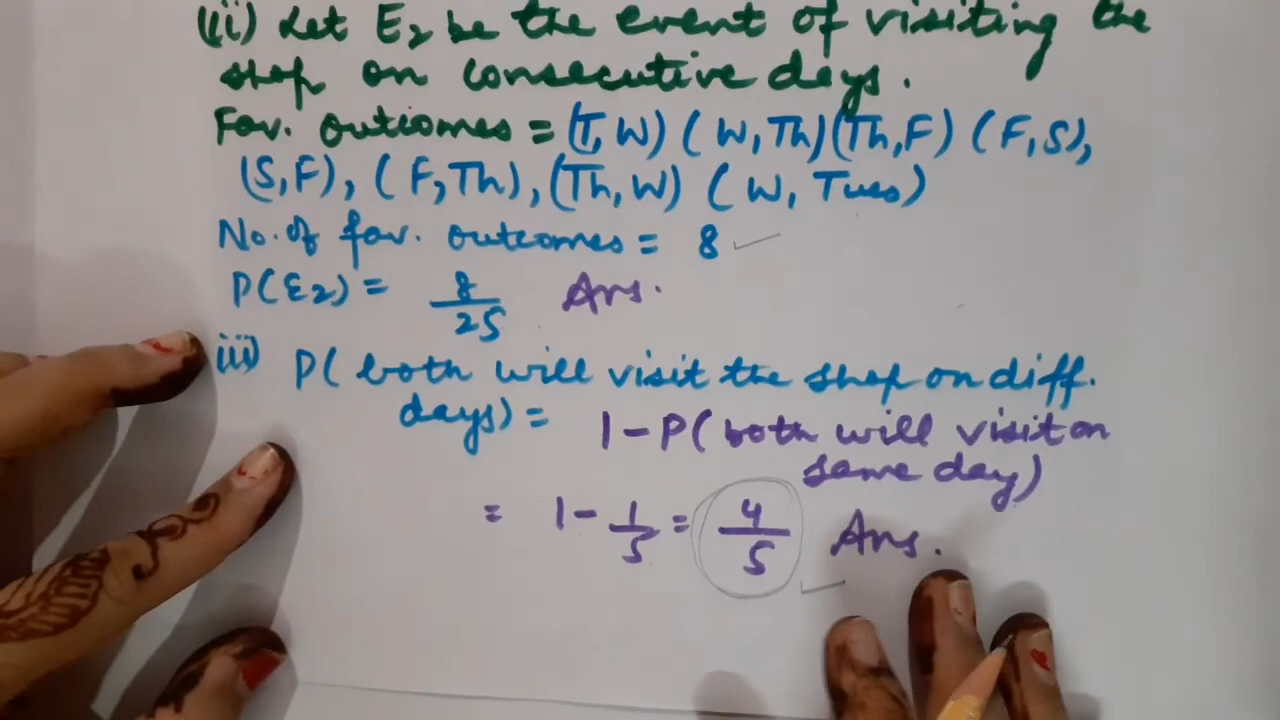 (ii) Let E2 be the event of visiting the
shop on consecutive days.
Fav. outcomes = (T, W) (W, Th) (Th, F) (F, S),
(S, F), (F, Th), (Th, W) (W, Tues)
No. of fav. outcomes = 8
P(E2) = 8/25 Ans.
iii) P( both will visit the shop on diff.
days) = 1 - P( both will visit on
same day)
= 1 - 1/5 = 4/5 Ans.